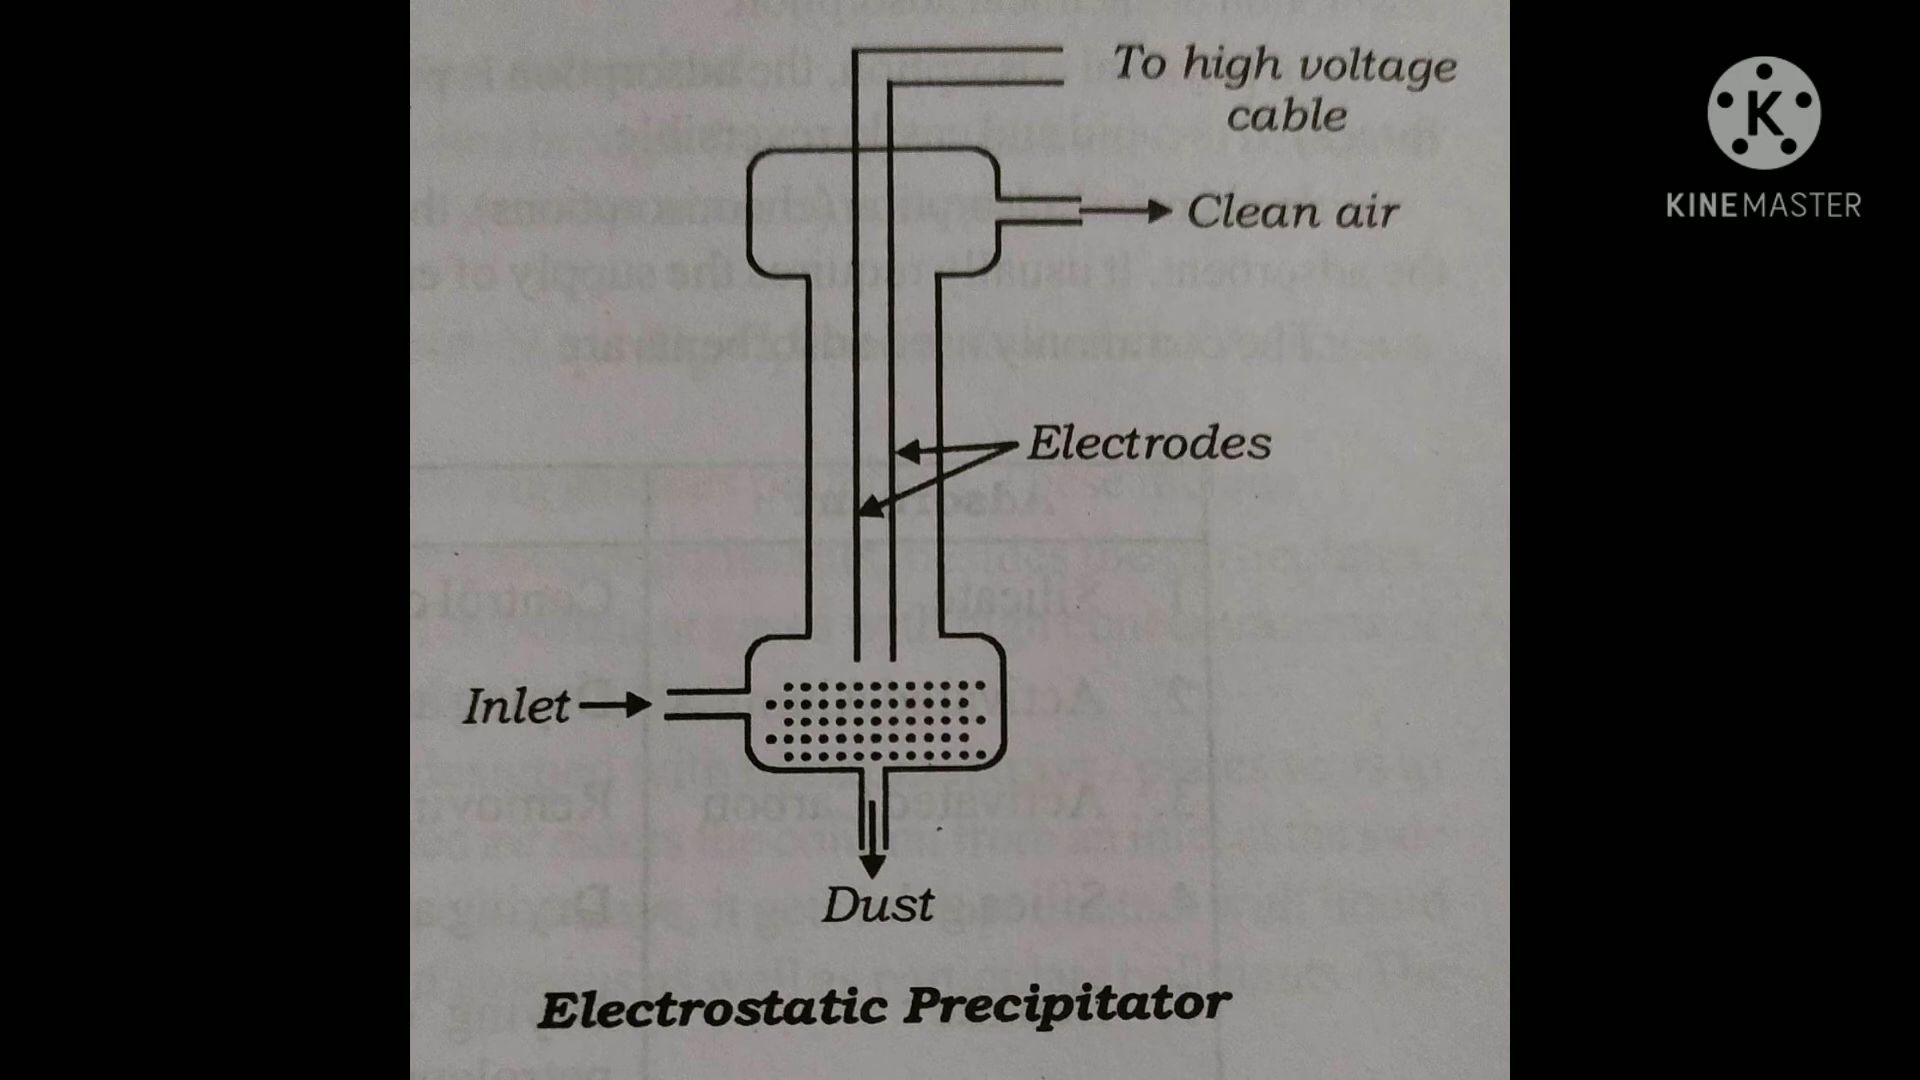 To high voltage
cable
Clean air
Electrodes
Inlet
Dust
Electrostatic Precipitator
K
KINEMASTER